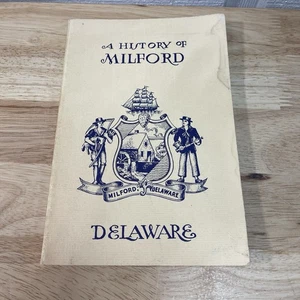 A HISTORY OF
MILFORD
MILFORD, DELAWARE
DELAWARE